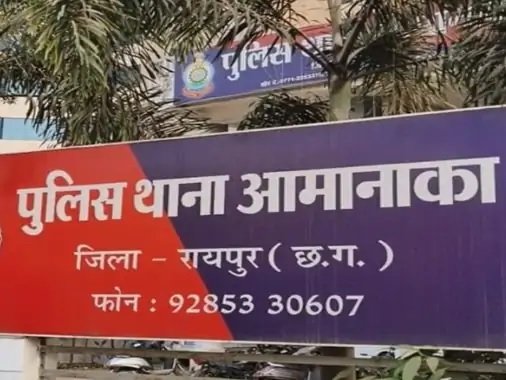 पुलिस था
पुलिस थाना आमानाका
जिला - रायपुर ( छ.ग. )
फोन : 92853 30607